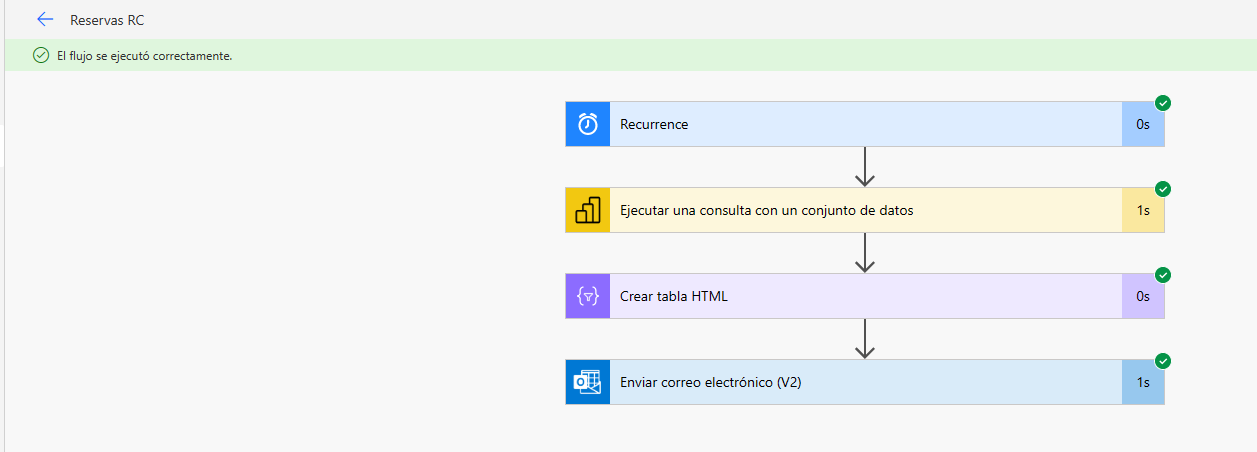 Reservas RC
El flujo se ejecutó correctamente.
Recurrence 0s
Ejecutar una consulta con un conjunto de datos 1s
Crear tabla HTML 0s
Enviar correo electrónico (V2) 1s